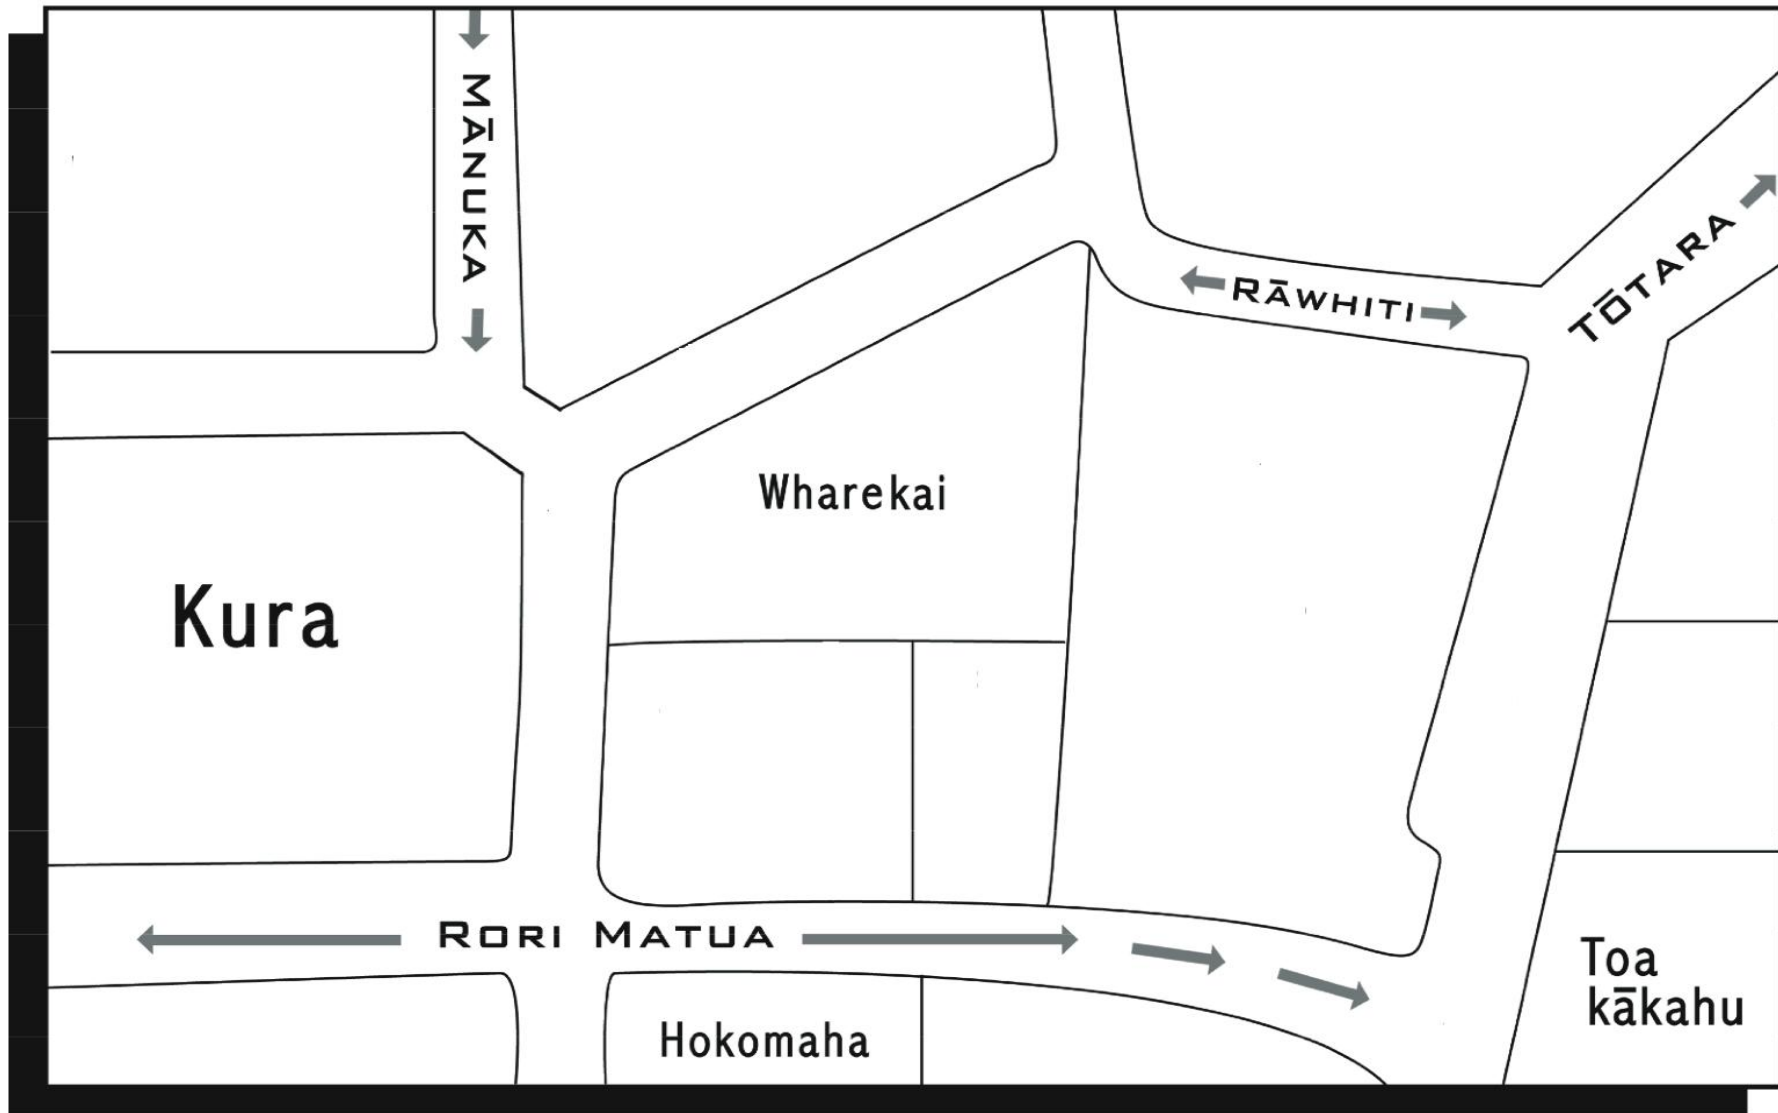 MĀNUKA
RĀWHITI
TŌTARA
Wharekai
Kura
RORI MATUA
Toa
kākahu
Hokomaha